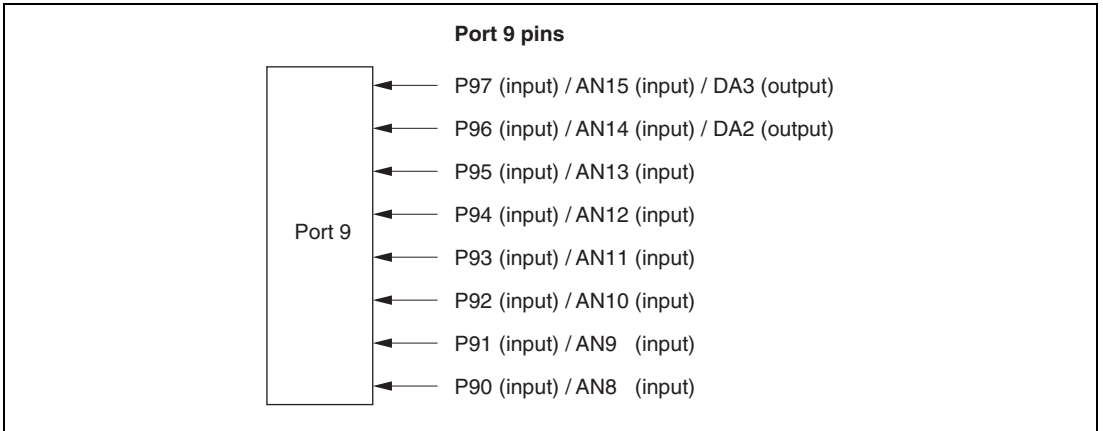 Port 9 pins
P97 (input) / AN15 (input) / DA3 (output)
P96 (input) / AN14 (input) / DA2 (output)
P95 (input) / AN13 (input)
P94 (input) / AN12 (input)
Port 9
P93 (input) / AN11 (input)
P92 (input) / AN10 (input)
P91 (input) / AN9 (input)
P90 (input) / AN8 (input)